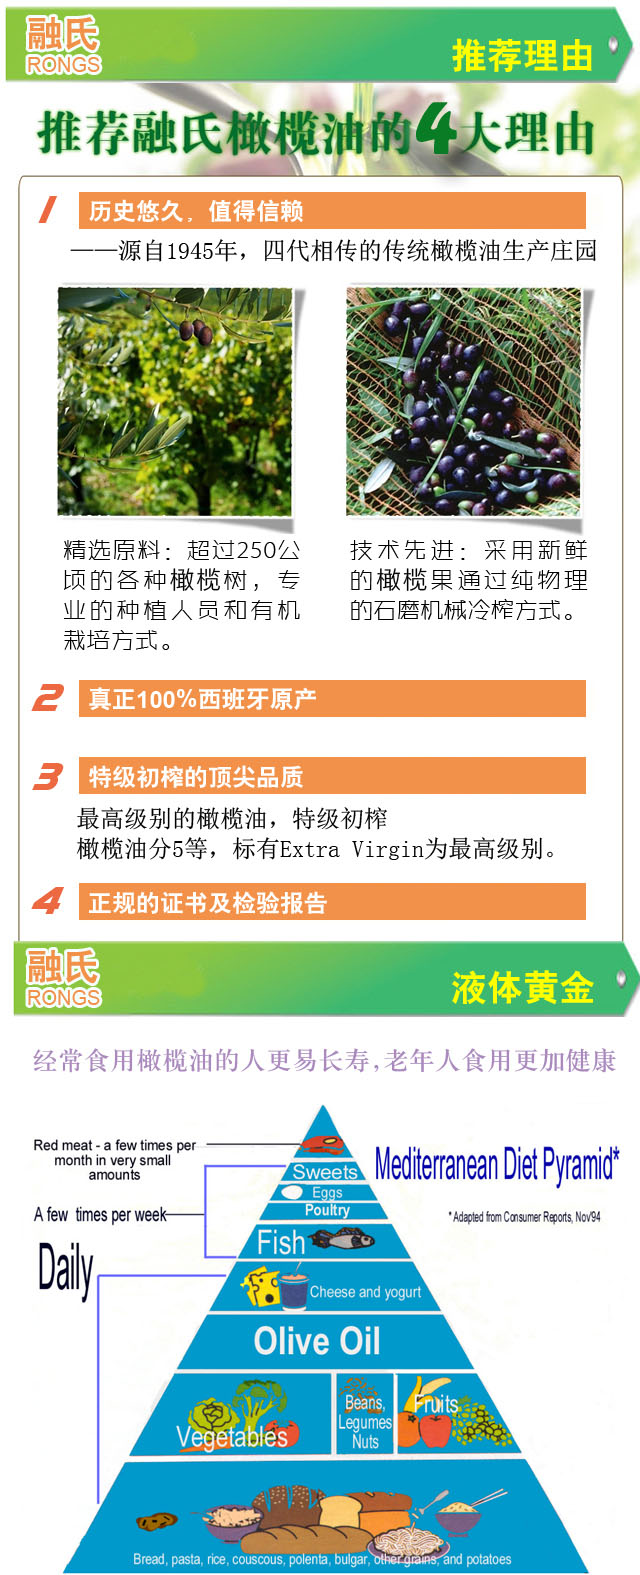 融氏
RONGS
推荐理由
推荐融氏橄榄油的4大理由
1 历史悠久，值得信赖
——源自1945年，四代相传的传统橄榄油生产庄园
精选原料：超过250公
顷的各种橄榄树，专
业的种植人员和有机
栽培方式。
技术先进：采用新鲜
的橄榄果通过纯物理
的石磨机械冷榨方式。
2 真正100%西班牙原产
3 特级初榨的顶尖品质
最高级别的橄榄油，特级初榨
橄榄油分5等，标有Extra Virgin为最高级别。
4 正规的证书及检验报告
融氏
RONGS
液体黄金
经常食用橄榄油的人更易长寿,老年人食用更加健康
Red meat - a few times per
month in very small
amounts
Mediterranean Diet Pyramid*
* Adapted from Consumer Reports, Nov'94
Sweets
Eggs
Poultry
A few times per week
Fish
Daily
Cheese and yogurt
Olive Oil
Vegetables
Beans,
Legumes
Nuts
Fruits
Bread, pasta, rice, couscous, polenta, bulgar, other grains, and potatoes